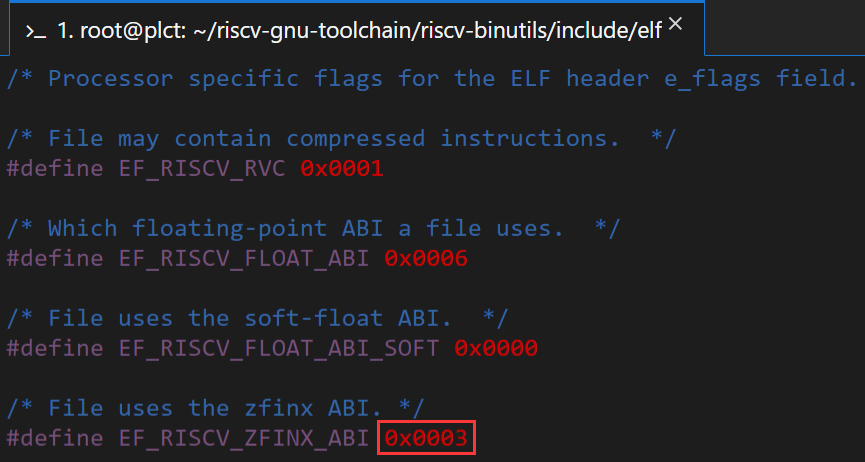 >_ 1. root@plct: ~/riscv-gnu-toolchain/riscv-binutils/include/elf ×
/* Processor specific flags for the ELF header e_flags field.
/* File may contain compressed instructions.  */
#define EF_RISCV_RVC 0x0001
/* Which floating-point ABI a file uses.  */
#define EF_RISCV_FLOAT_ABI 0x0006
/* File uses the soft-float ABI.  */
#define EF_RISCV_FLOAT_ABI_SOFT 0x0000
/* File uses the zfinx ABI. */
#define EF_RISCV_ZFINX_ABI 0x0003